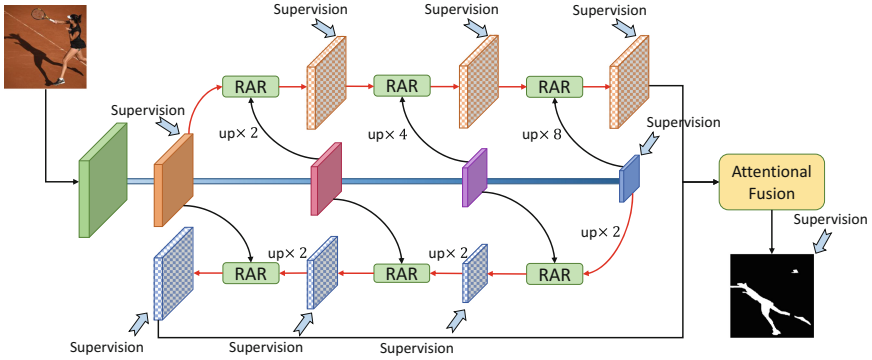 Supervision
Supervision
Supervision
RAR
RAR
RAR
Supervision
up× 2
up× 4
up× 8
Supervision
Attentional
Fusion
Supervision
up× 2
up× 2
up× 2
RAR
RAR
RAR
Supervision
Supervision
Supervision